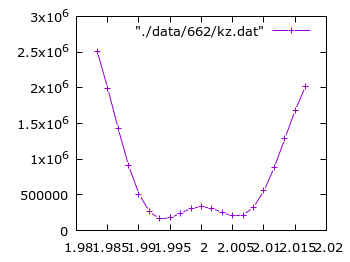 3x10^6
"./data/662/kz.dat"
2.5x10^6
2x10^6
1.5x10^6
1x10^6
500000
0
1.98 1.985 1.99 1.995 2 2.005 2.01 2.015 2.02